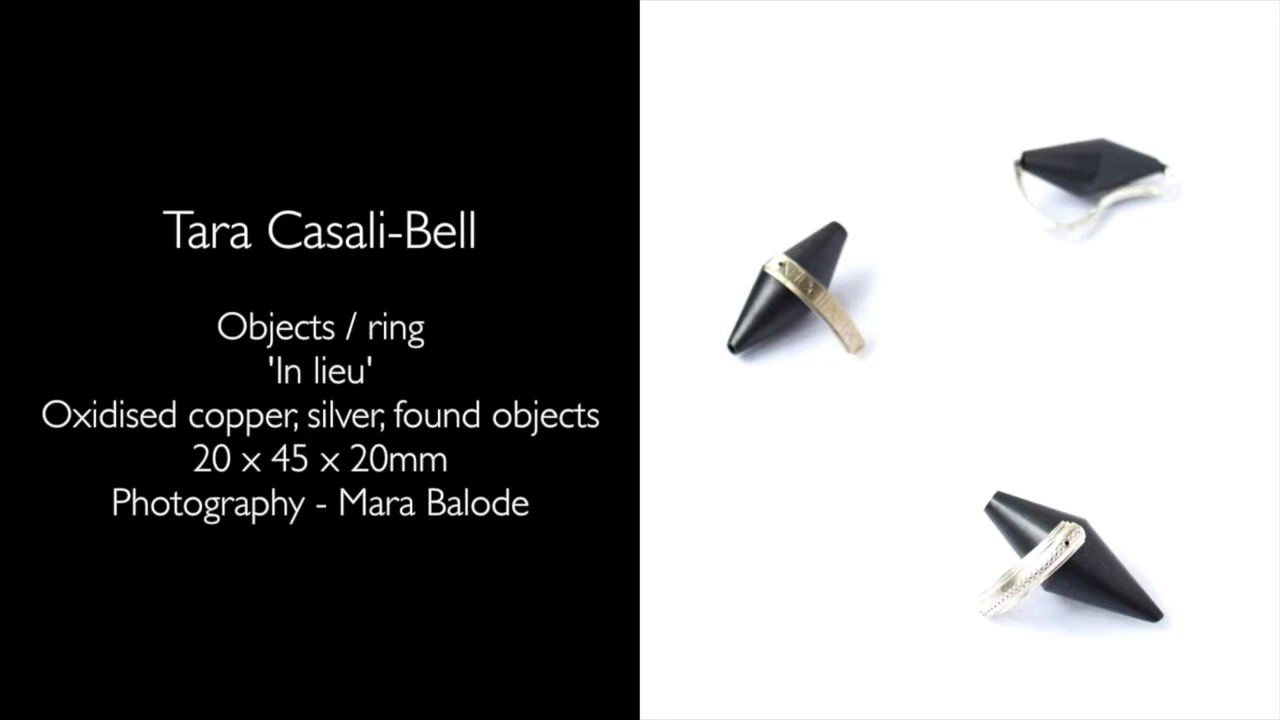 Tara Casali-Bell
Objects / ring
'In lieu'
Oxidised copper, silver, found objects
20 x 45 x 20mm
Photography - Mara Balode